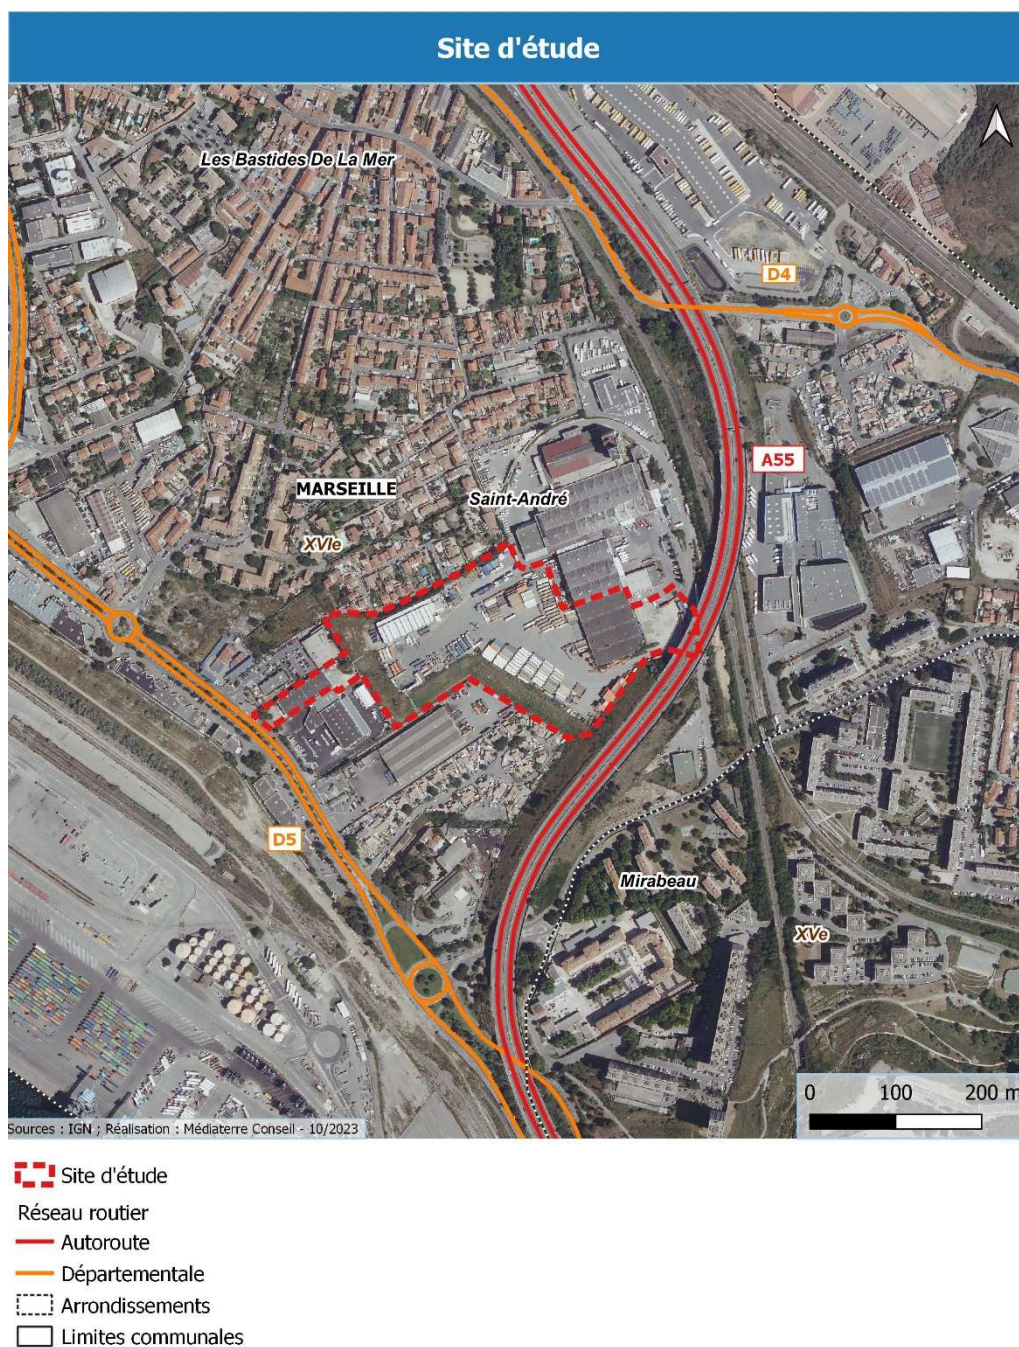 Site d'étude
Les Bastides De La Mer
D4
A55
MARSEILLE
Saint-André
XVIe
D5
Mirabeau
XVe
0 100 200 m
Sources : IGN ; Réalisation : Médiaterre Conseil - 10/2023
Site d'étude
Réseau routier
Autoroute
Départementale
Arrondissements
Limites communales